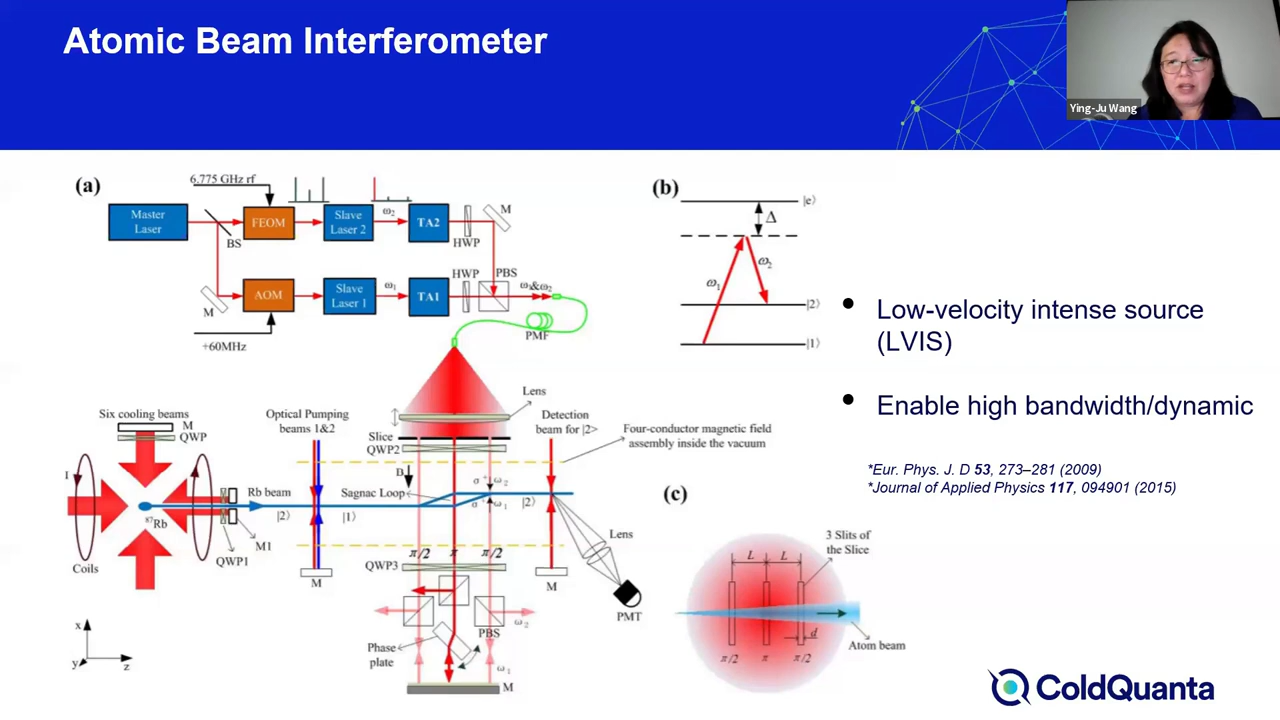 Atomic Beam Interferometer
Ying-Ju Wang
(a)
6.775 GHz rf
Master
Laser
BS
FEOM
Slave
Laser 2
ω₂
TA2
HWP
M
M
AOM
+60MHz
Slave
Laser 1
ω₁
TA1
HWP
PBS
ω₁&ω₂
PMF
(b)
|e⟩
Δ
ω₁
ω₂
|2⟩
|1⟩
Low-velocity intense source
(LVIS)
Enable high bandwidth/dynamic
*Eur. Phys. J. D 53, 273–281 (2009)
*Journal of Applied Physics 117, 094901 (2015)
Six cooling beams
M
QWP
I
⁸⁷Rb
Coils
QWP1
M1
Rb beam
|2⟩
Optical Pumping
beams 1&2
|1⟩
M
Lens
Slice
QWP2
B
Sagnac Loop
σ⁺ ω₂
σ⁻ ω₁
|2⟩
Detection
beam for |2>
Four-conductor magnetic field
assembly inside the vacuum
π/2
π
π/2
QWP3
M
Lens
PMT
PBS
ω₂
Phase
plate
ω₁
M
x
y
z
(c)
3 Slits of
the Slice
L
L
d
π/2
π
π/2
Atom beam
ColdQuanta